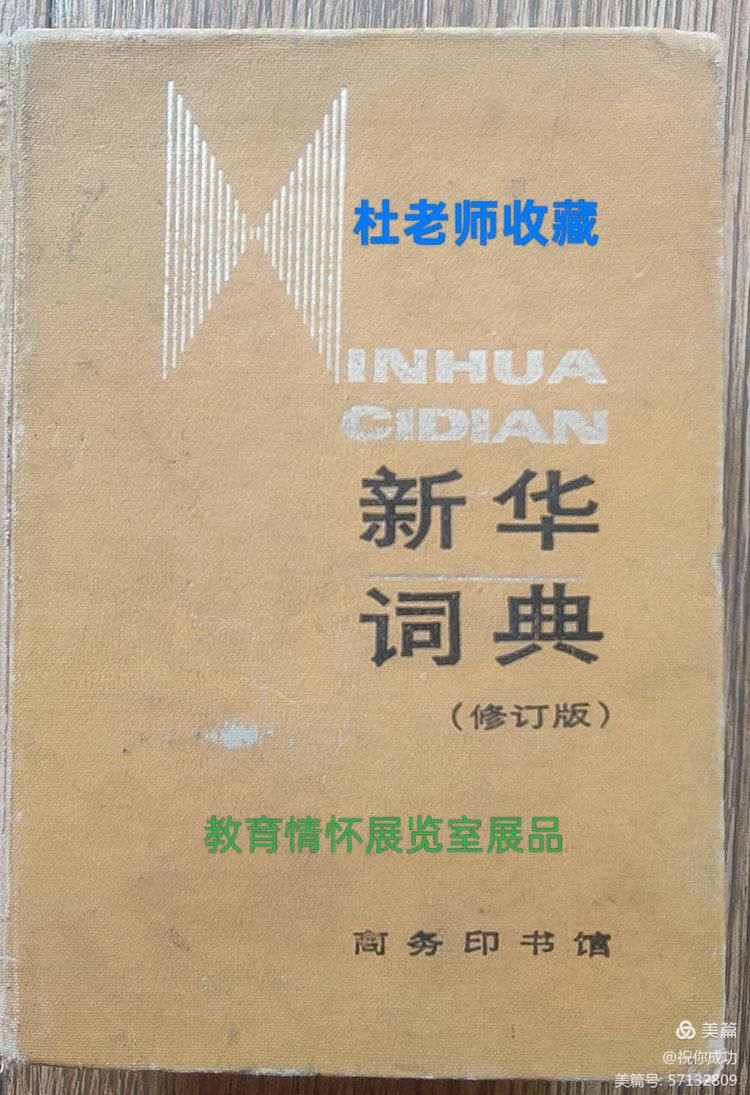 杜老师收藏
XINHUA
CIDIAN
新华
词典
(修订版)
教育情怀展览室展品
商务印书馆
美篇
@祝你成功
美篇号: 57132809